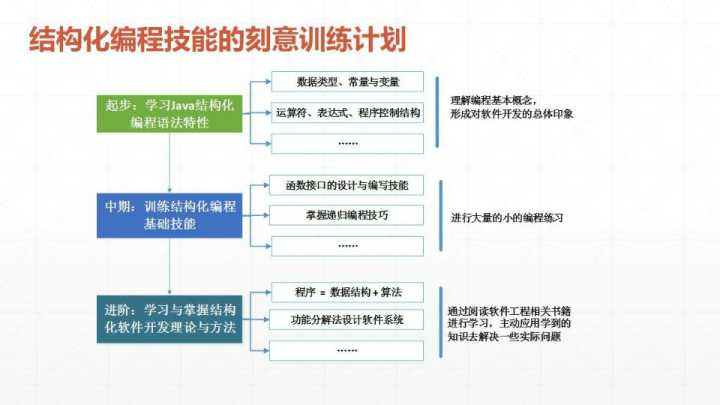 结构化编程技能的刻意训练计划
起步：学习Java结构化
编程语法特性
数据类型、常量与变量
运算符、表达式、程序控制结构
……
理解编程基本概念，
形成对软件开发的总体印象
中期：训练结构化编程
基础技能
函数接口的设计与编写技能
掌握递归编程技巧
……
进行大量的小的编程练习
进阶：学习与掌握结构
化软件开发理论与方法
程序 = 数据结构 + 算法
功能分解法设计软件系统
……
通过阅读软件工程相关书籍
进行学习，主动应用学到的
知识去解决一些实际问题